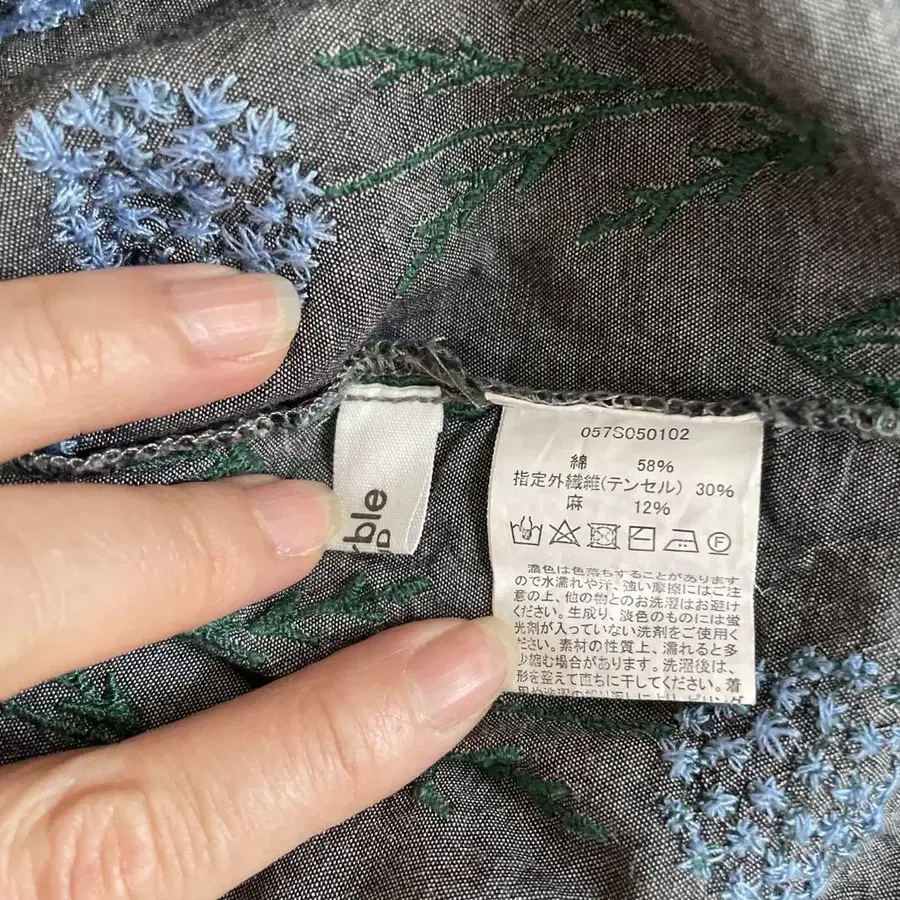 057S050102
綿 58%
指定外繊維(テンセル) 30%
麻 12%
F
濃色は色落ちすることがあります
ので水濡れや汗、強い摩擦にはご注
意の上、他の物とのお洗濯はお避け
ください。生成り、淡色のものには蛍
光剤が入っていない洗剤をご使用く
ださい。素材の性質上、濡れると多
少縮む場合があります。洗濯後は、
形を整えて直ちに干してください。着
rble